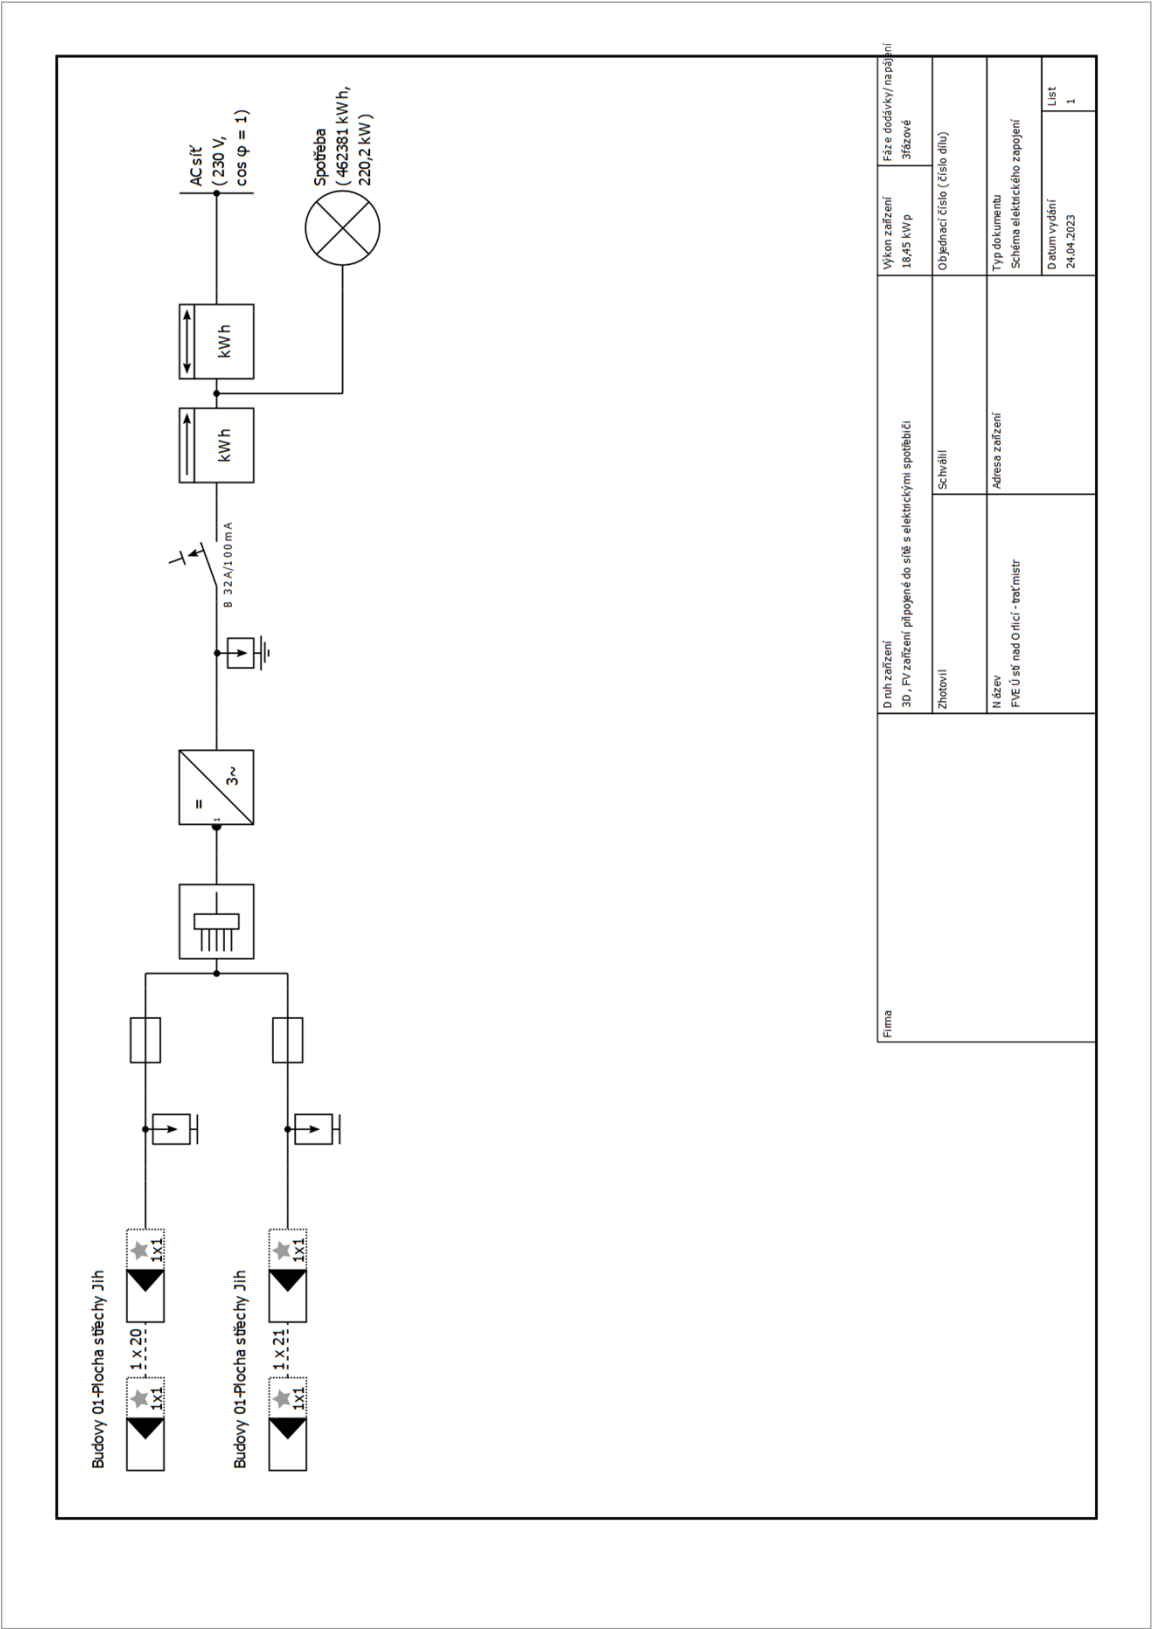 Budovy 01-Plocha střechy Jih
1x1
1 x 20
1x1
Budovy 01-Plocha střechy Jih
1x1
1 x 21
1x1
=
1
3~
B 32A/100mA
kWh
kWh
AC síť
(230 V,
cos φ = 1)
Spotřeba
(462381 kWh,
220,2 kW)
Firma
Druh zařízení
3D, FV zařízení připojené do sítě s elektrickými spotřebiči
Výkon zařízení
18,45 kWp
Fáze dodávky/napájení
3fázové
Zhotovil
Schválil
Objednací číslo (číslo dílu)
Název
FVE Ústí nad Orlicí - traťmistr
Adresa zařízení
Typ dokumentu
Schéma elektrického zapojení
Datum vydání
24.04.2023
List
1